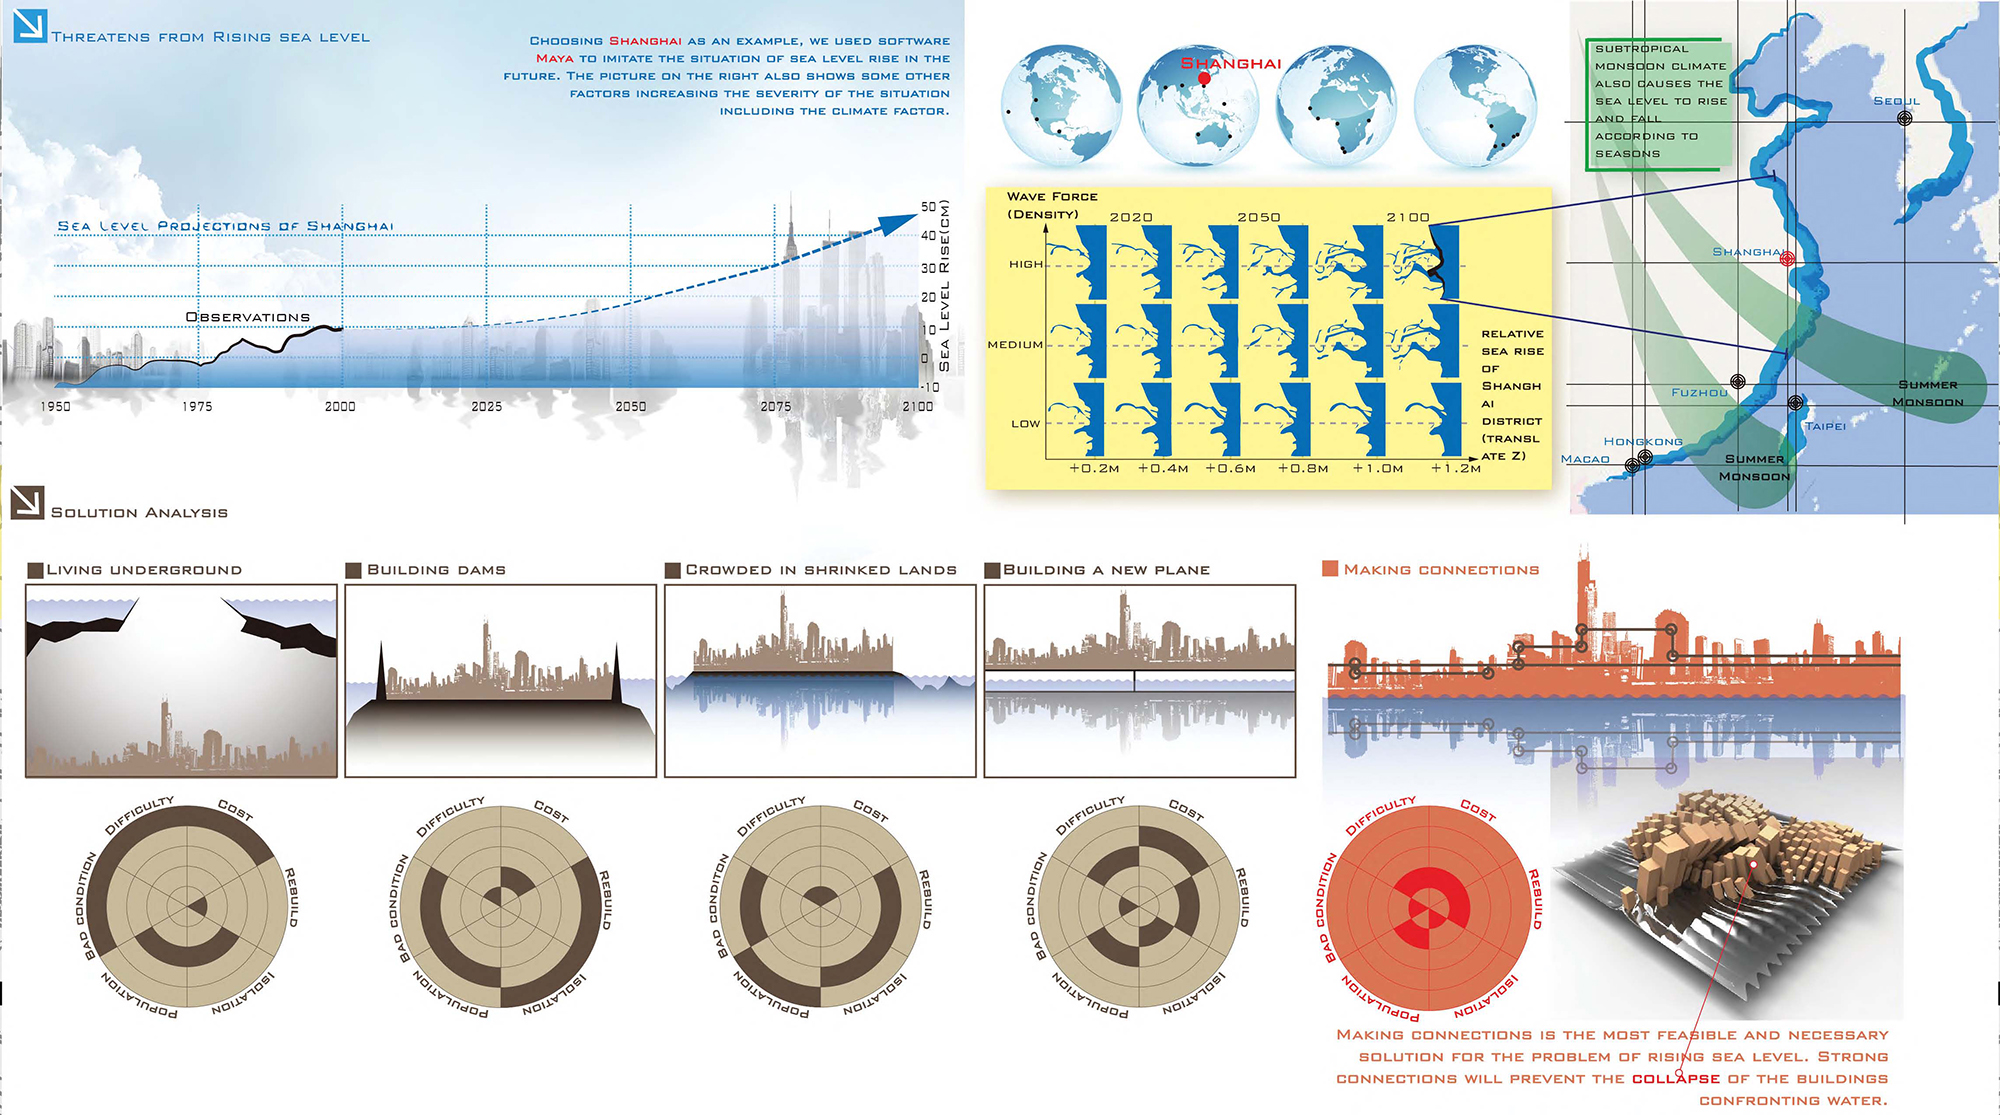 Threatens from Rising sea level
Choosing Shanghai as an example, we used software
Maya to imitate the situation of sea level rise in the
future. The picture on the right also shows some other
factors increasing the severity of the situation
including the climate factor.
Sea Level Projections of Shanghai
Observations
50
40
30
20
10
0
-10
Sea Level Rise(cm)
1950
1975
2000
2025
2050
2075
2100
Shanghai
Wave Force
(Density)
2020
2050
2100
High
Medium
Low
+0.2m
+0.4m
+0.6m
+0.8m
+1.0m
+1.2m
relative
sea rise
of
Shangh
ai
district
(transl
ate Z)
subtropical
monsoon climate
also causes the
sea level to rise
and fall
according to
seasons
Seoul
Shanghai
Fuzhou
Taipei
Hongkong
Macao
Summer
Monsoon
Summer
Monsoon
Solution Analysis
Living underground
Building dams
Crowded in shrinked lands
Building a new plane
Making connections
Difficulty
Cost
Rebuild
Isolation
Population
Bad condition
Difficulty
Cost
Rebuild
Isolation
Population
Bad condition
Difficulty
Cost
Rebuild
Isolation
Population
Bad conditon
Difficulty
Cost
Rebuild
Isolation
Population
Bad condition
Difficulty
Cost
Rebuild
Isolation
Population
Bad condition
Making connections is the most feasible and necessary
solution for the problem of rising sea level. Strong
connections will prevent the collapse of the buildings
confronting water.